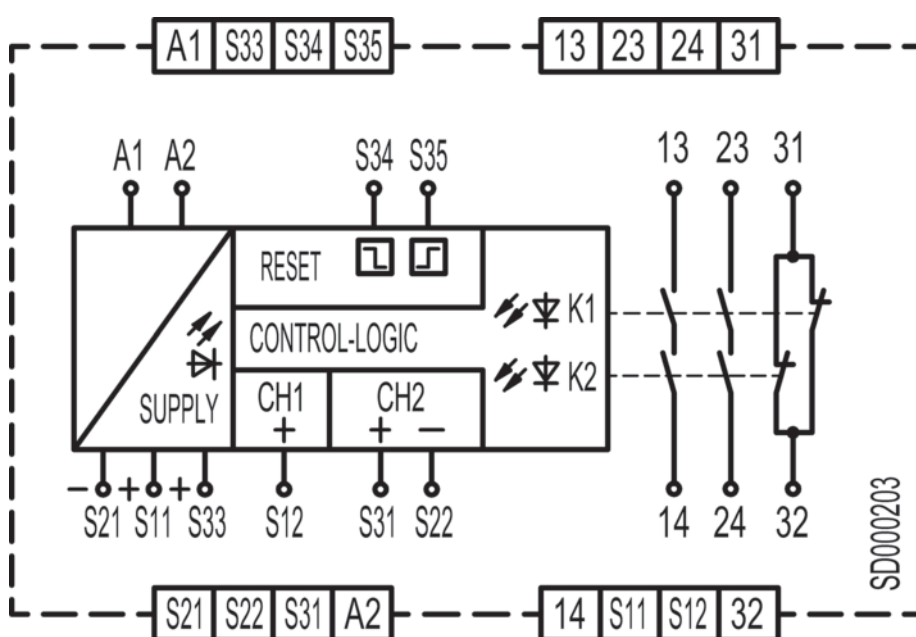 A1 S33 S34 S35 13 23 24 31
A1 A2 S34 S35 13 23 31
RESET
K1
CONTROL-LOGIC
K2
SUPPLY CH1 CH2
+ + −
− + +
S21 S11 S33 S12 S31 S22 14 24 32
SD000203
S21 S22 S31 A2 14 S11 S12 32